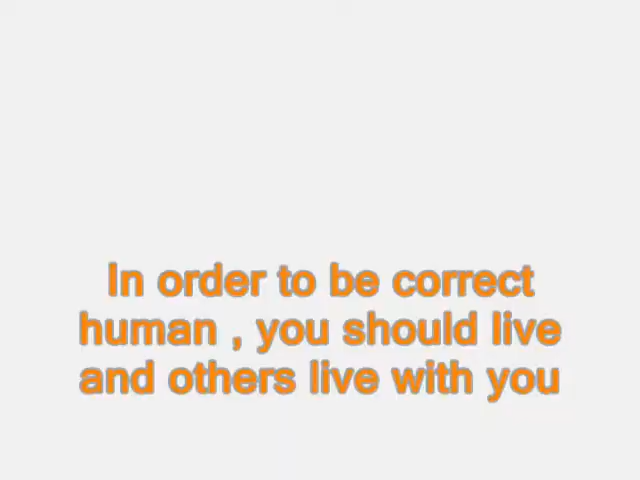 In order to be correct
human , you should live
and others live with you